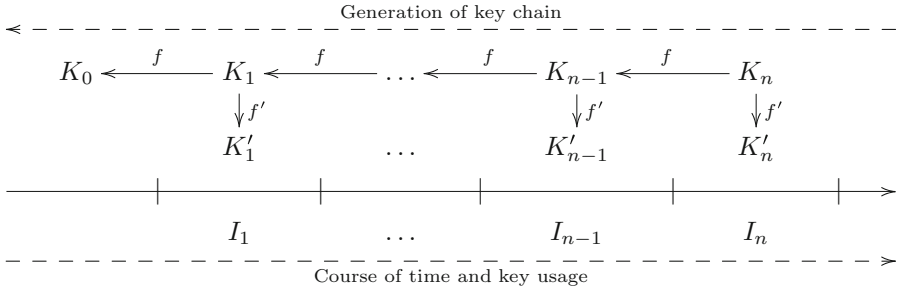 Generation of key chain
f f f f
K₀ K₁ ... Kₙ₋₁ Kₙ
f′ f′ f′
K′₁ ... K′ₙ₋₁ K′ₙ
I₁ ... Iₙ₋₁ Iₙ
Course of time and key usage